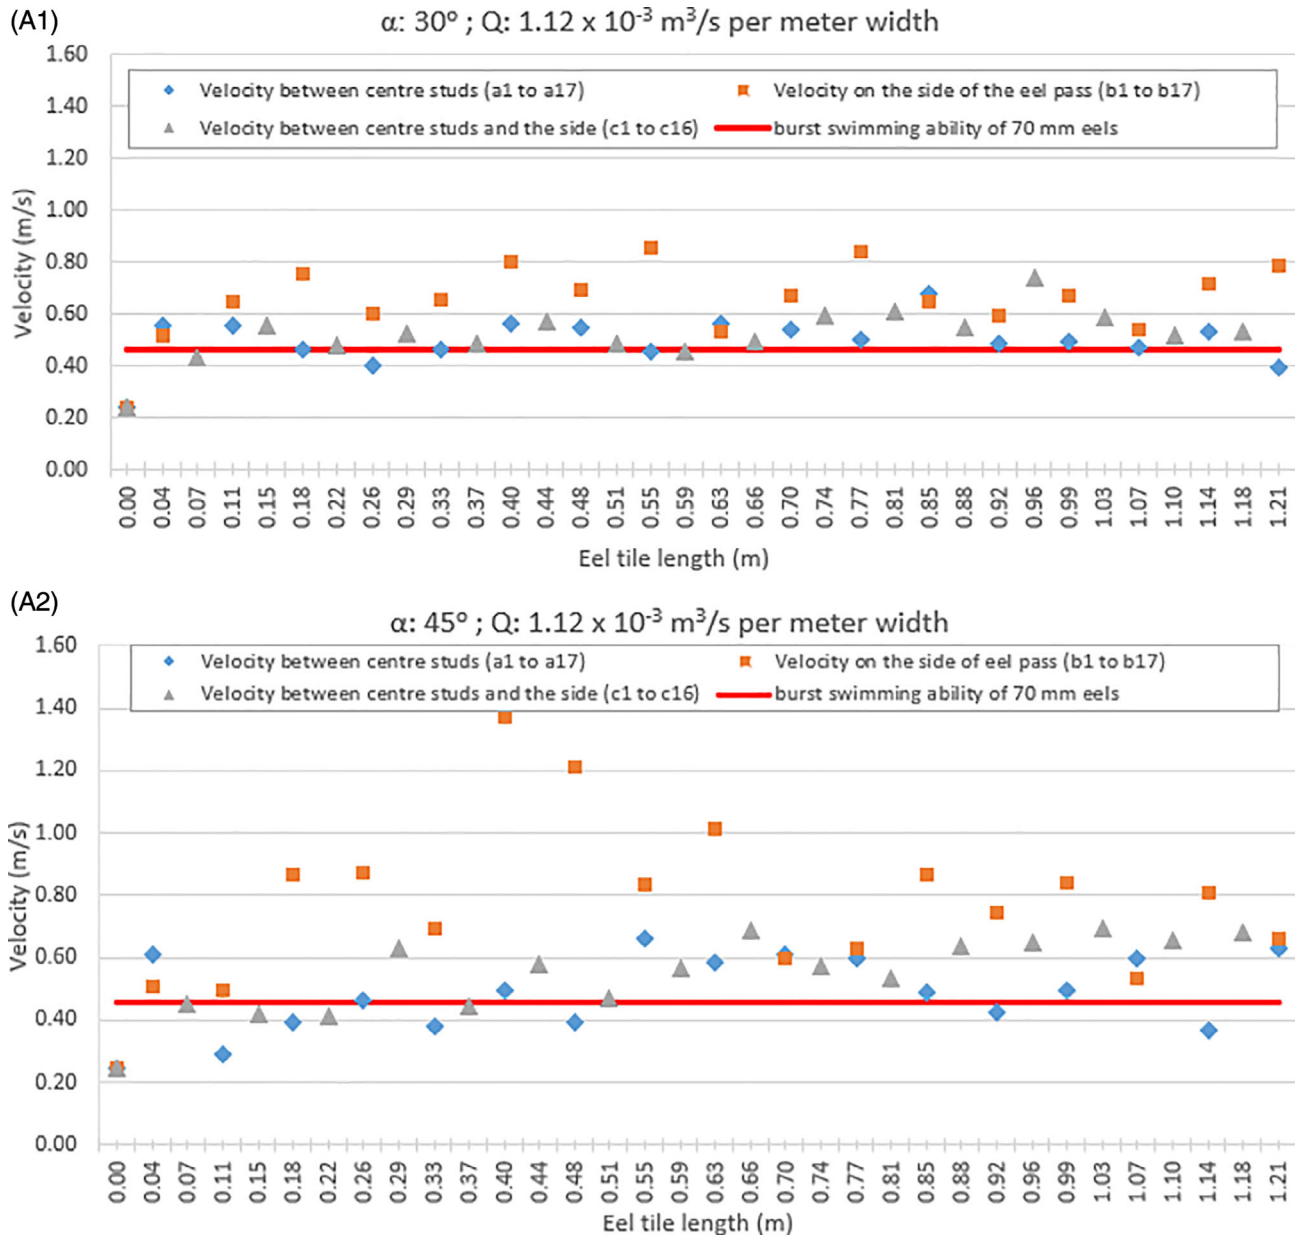 (A1)
α: 30° ; Q: 1.12 x 10⁻³ m³/s per meter width
1.60
1.40
1.20
1.00
0.80
0.60
0.40
0.20
0.00
Velocity (m/s)
Velocity between centre studs (a1 to a17)
Velocity on the side of the eel pass (b1 to b17)
Velocity between centre studs and the side (c1 to c16)
burst swimming ability of 70 mm eels
0.00 0.04 0.07 0.11 0.15 0.18 0.22 0.26 0.29 0.33 0.37 0.40 0.44 0.48 0.51 0.55 0.59 0.63 0.66 0.70 0.74 0.77 0.81 0.85 0.88 0.92 0.96 0.99 1.03 1.07 1.10 1.14 1.18 1.21
Eel tile length (m)
(A2)
α: 45° ; Q: 1.12 x 10⁻³ m³/s per meter width
1.60
1.40
1.20
1.00
0.80
0.60
0.40
0.20
0.00
Velocity (m/s)
Velocity between centre studs (a1 to a17)
Velocity on the side of eel pass (b1 to b17)
Velocity between centre studs and the side (c1 to c16)
burst swimming ability of 70 mm eels
0.00 0.04 0.07 0.11 0.15 0.18 0.22 0.26 0.29 0.33 0.37 0.40 0.44 0.48 0.51 0.55 0.59 0.63 0.66 0.70 0.74 0.77 0.81 0.85 0.88 0.92 0.96 0.99 1.03 1.07 1.10 1.14 1.18 1.21
Eel tile length (m)